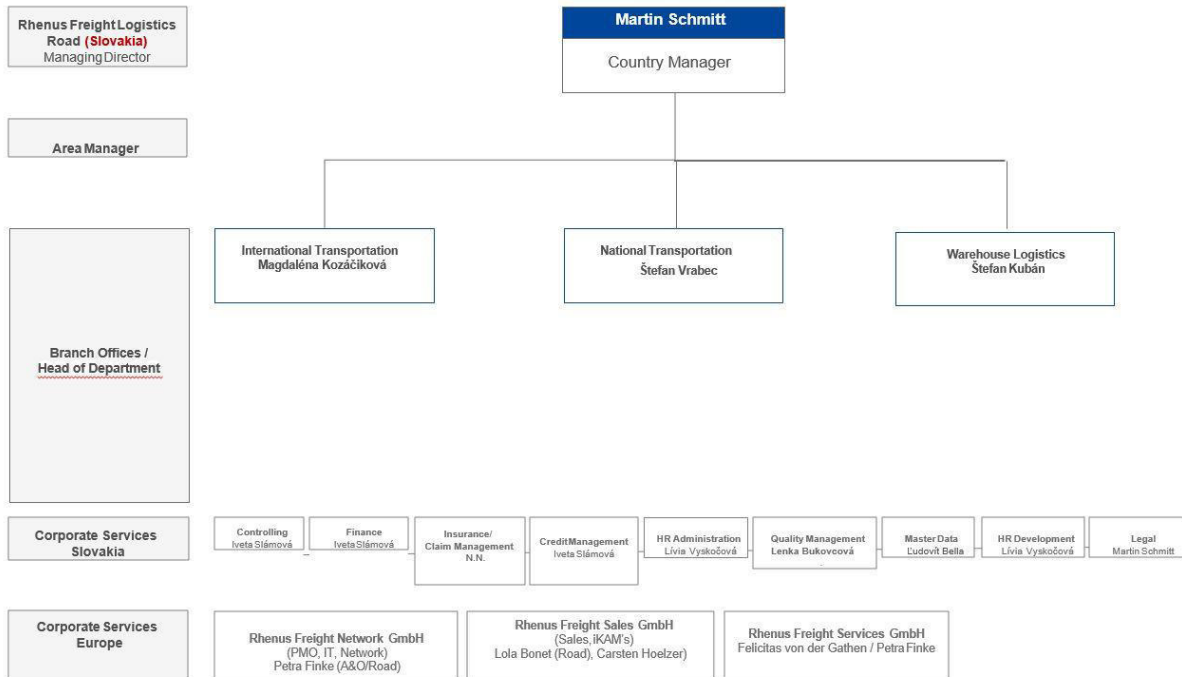 Rhenus Freight Logistics
Road (Slovakia)
Managing Director
Martin Schmitt
Country Manager
Area Manager
International Transportation
Magdaléna Kozáčiková
National Transportation
Štefan Vrabec
Warehouse Logistics
Štefan Kubán
Branch Offices /
Head of Department
Corporate Services
Slovakia
Controlling
Iveta Slámová
Finance
Iveta Slámová
Insurance/
Claim Management
N.N.
Credit Management
Iveta Slámová
HR Administration
Lívia Vyskočová
Quality Management
Lenka Bukovcová
Master Data
Ľudovít Bella
HR Development
Lívia Vyskočová
Legal
Martin Schmitt
Corporate Services
Europe
Rhenus Freight Network GmbH
(PMO, IT, Network)
Petra Finke (A&O/Road)
Rhenus Freight Sales GmbH
(Sales, iKAM's)
Lola Bonet (Road), Carsten Hoelzer)
Rhenus Freight Services GmbH
Felicitas von der Gathen / Petra Finke